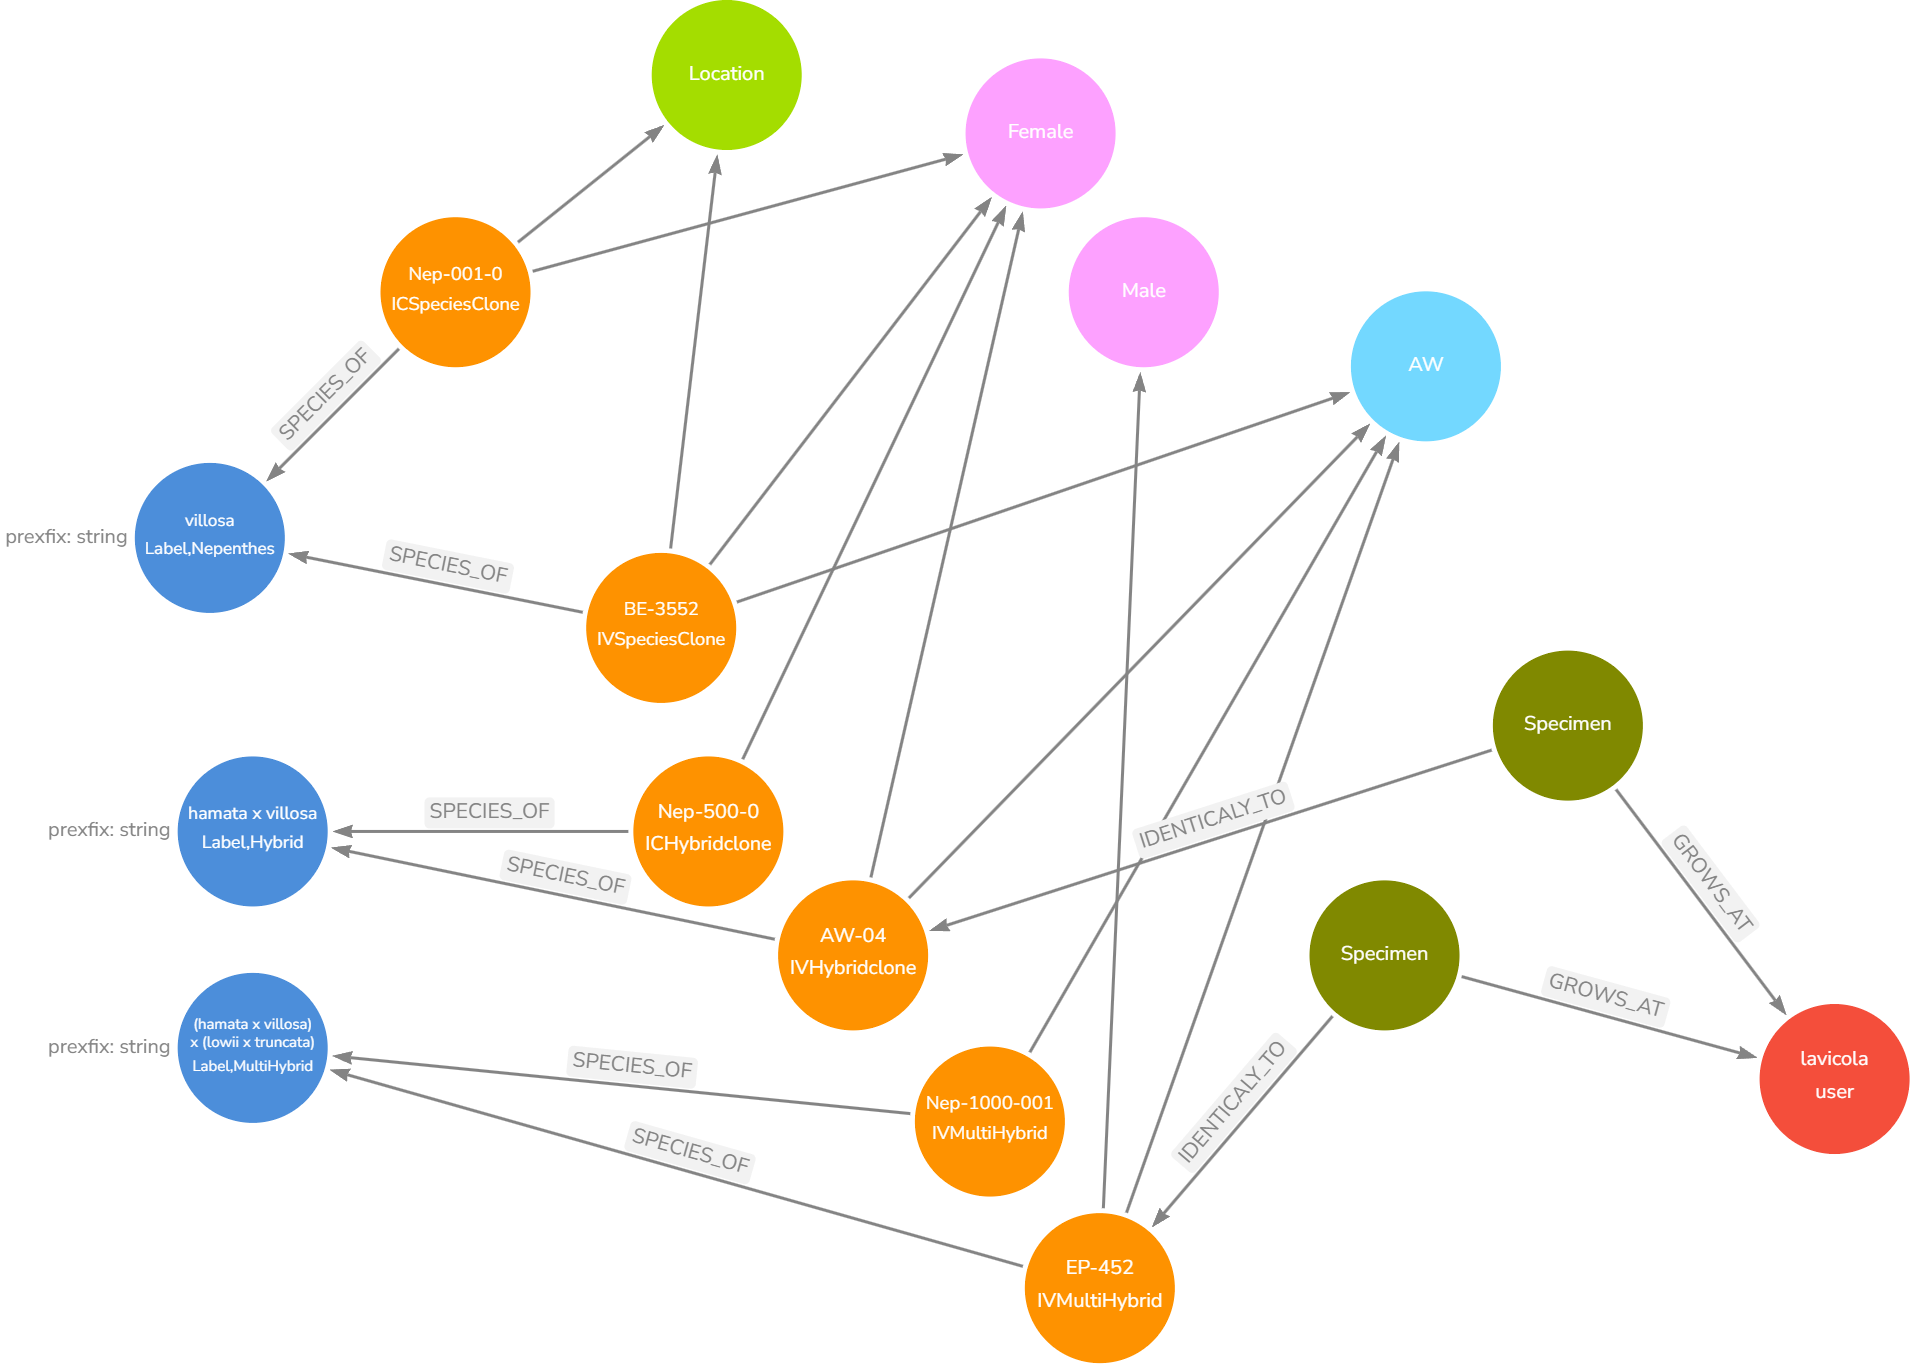 Location
Female
Nep-001-0
ICSpeciesClone
Male
AW
SPECIES_OF
villosa
Label,Nepenthes
prexfix: string
SPECIES_OF
BE-3552
IVSpeciesClone
Specimen
hamata x villosa
Label,Hybrid
prexfix: string
SPECIES_OF
Nep-500-0
ICHybridclone
IDENTICALY_TO
GROWS_AT
SPECIES_OF
AW-04
IVHybridclone
Specimen
GROWS_AT
(hamata x villosa)
x (lowii x truncata)
Label,MultiHybrid
prexfix: string
SPECIES_OF
lavicola
user
Nep-1000-001
IVMultiHybrid
IDENTICALY_TO
SPECIES_OF
EP-452
IVMultiHybrid